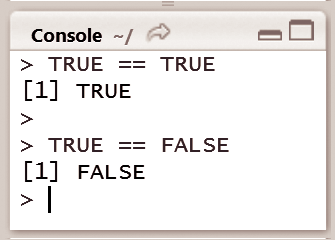 Console ~/
> TRUE == TRUE
[1] TRUE
>
> TRUE == FALSE
[1] FALSE
>